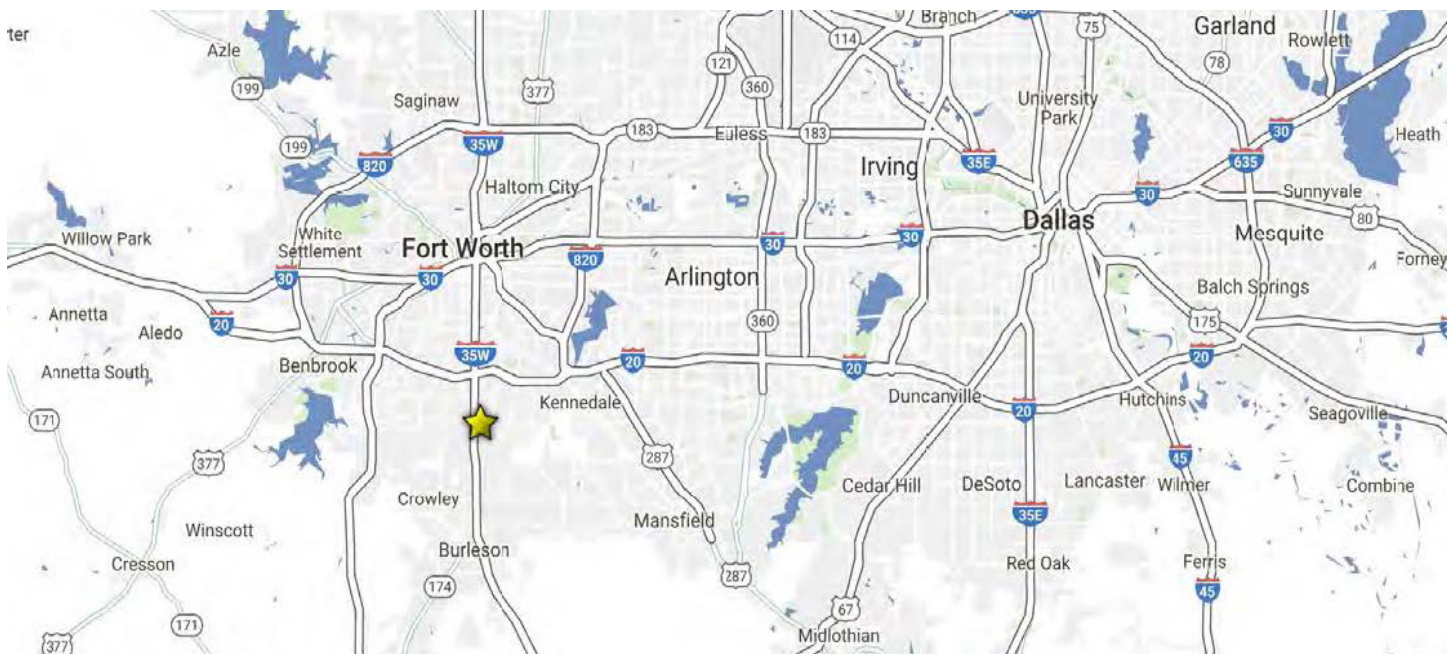 Branch
Garland
ter
Azle
114
75
Rowlett
121
78
199
377
360
Saginaw
University
Park
183
Euless
183
30
Heath
199
35W
820
35E
635
Irving
Haltom City
30
Sunnyvale
White
Settlement
Dallas
80
Willow Park
Fort Worth
30
30
Mesquite
820
Forney
30
30
Arlington
Balch Springs
Annetta
20
Aledo
360
175
35W
Benbrook
20
20
20
Annetta South
Kennedale
Duncanville
Hutchins
20
Seagoville
171
377
287
45
Crowley
Cedar Hill
DeSoto
Lancaster
Wilmer
Combine
35E
Winscott
Mansfield
Burleson
Cresson
Red Oak
Ferris
174
287
45
67
171
Midlothian
377